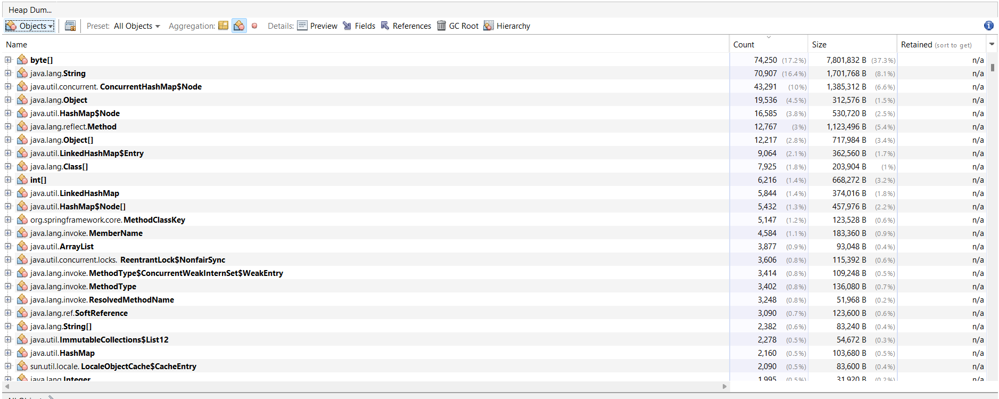 Heap Dum...
Objects Preset: All Objects Aggregation: Details: Preview Fields References GC Root Hierarchy
Name Count Size Retained (sort to get)
byte[] 74,250 (17.2%) 7,801,832 B (37.3%) n/a
java.lang.String 70,907 (16.4%) 1,701,768 B (8.1%) n/a
java.util.concurrent. ConcurrentHashMap$Node 43,291 (10%) 1,385,312 B (6.6%) n/a
java.lang.Object 19,536 (4.5%) 312,576 B (1.5%) n/a
java.util.HashMap$Node 16,585 (3.8%) 530,720 B (2.5%) n/a
java.lang.reflect.Method 12,767 (3%) 1,123,496 B (5.4%) n/a
java.lang.Object[] 12,217 (2.8%) 717,984 B (3.4%) n/a
java.util.LinkedHashMap$Entry 9,064 (2.1%) 362,560 B (1.7%) n/a
java.lang.Class[] 7,925 (1.8%) 203,904 B (1%) n/a
int[] 6,216 (1.4%) 668,272 B (3.2%) n/a
java.util.LinkedHashMap 5,844 (1.4%) 374,016 B (1.8%) n/a
java.util.HashMap$Node[] 5,432 (1.3%) 457,976 B (2.2%) n/a
org.springframework.core. MethodClassKey 5,147 (1.2%) 123,528 B (0.6%) n/a
java.lang.invoke. MemberName 4,584 (1.1%) 183,360 B (0.9%) n/a
java.util.ArrayList 3,877 (0.9%) 93,048 B (0.4%) n/a
java.util.concurrent.locks. ReentrantLock$NonfairSync 3,606 (0.8%) 115,392 B (0.6%) n/a
java.lang.invoke. MethodType$ConcurrentWeakInternSet$WeakEntry 3,414 (0.8%) 109,248 B (0.5%) n/a
java.lang.invoke. MethodType 3,402 (0.8%) 136,080 B (0.7%) n/a
java.lang.invoke. ResolvedMethodName 3,248 (0.8%) 51,968 B (0.2%) n/a
java.lang.ref.SoftReference 3,090 (0.7%) 123,600 B (0.6%) n/a
java.lang.String[] 2,382 (0.6%) 83,240 B (0.4%) n/a
java.util.ImmutableCollections$List12 2,278 (0.5%) 54,672 B (0.3%) n/a
java.util.HashMap 2,160 (0.5%) 103,680 B (0.5%) n/a
sun.util.locale. LocaleObjectCache$CacheEntry 2,090 (0.5%) 83,600 B (0.4%) n/a
java.lang.Integer 1,995 (0.5%) 31,920 B (0.2%) n/a